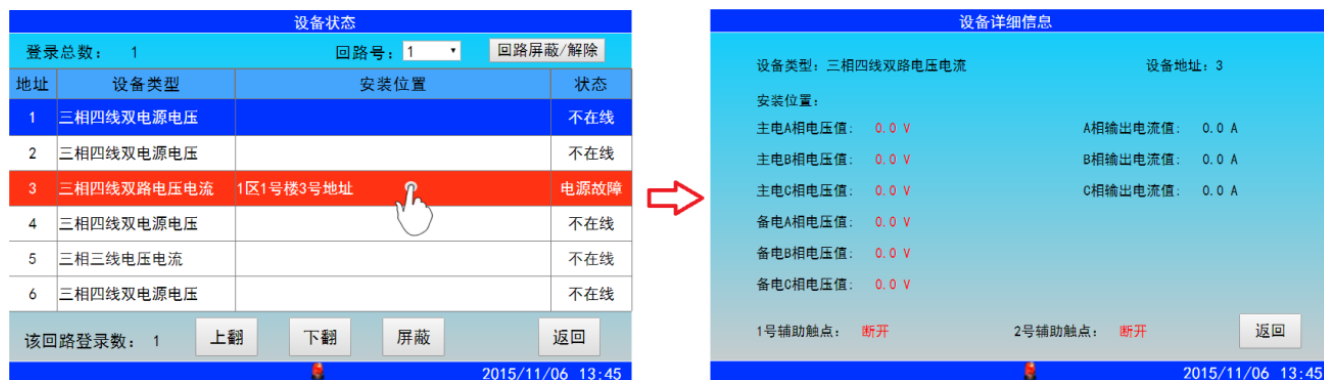 设备状态
登录总数： 1 回路号：1 回路屏蔽/解除
地址 设备类型 安装位置 状态
1 三相四线双电源电压 不在线
2 三相四线双电源电压 不在线
3 三相四线双路电压电流 1区1号楼3号地址 电源故障
4 三相四线双电源电压 不在线
5 三相三线电压电流 不在线
6 三相四线双电源电压 不在线
该回路登录数： 1 上翻 下翻 屏蔽 返回
2015/11/06 13:45
设备详细信息
设备类型：三相四线双路电压电流 设备地址：3
安装位置：
主电A相电压值： 0.0 V A相输出电流值： 0.0 A
主电B相电压值： 0.0 V B相输出电流值： 0.0 A
主电C相电压值： 0.0 V C相输出电流值： 0.0 A
备电A相电压值： 0.0 V
备电B相电压值： 0.0 V
备电C相电压值： 0.0 V
1号辅助触点： 断开 2号辅助触点： 断开 返回
2015/11/06 13:45